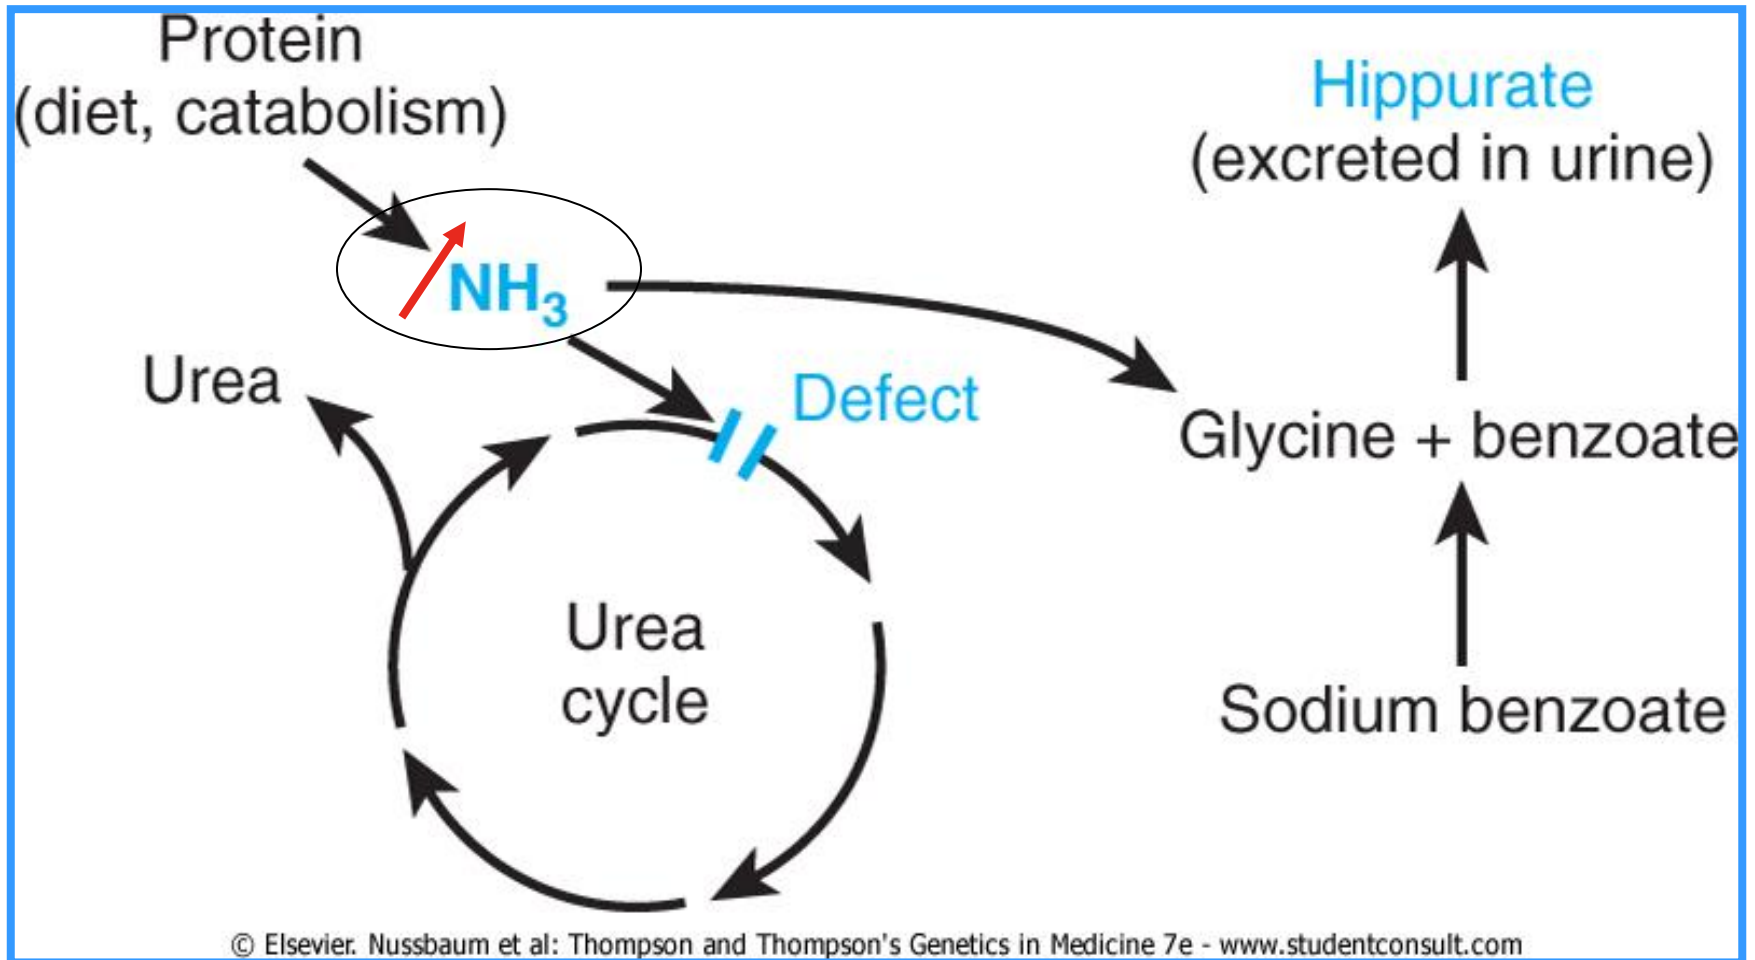 Protein
(diet, catabolism)
Hippurate
(excreted in urine)
NH₃
Urea
Defect
Glycine + benzoate
Urea
cycle
Sodium benzoate
© Elsevier. Nussbaum et al: Thompson and Thompson's Genetics in Medicine 7e - www.studentconsult.com